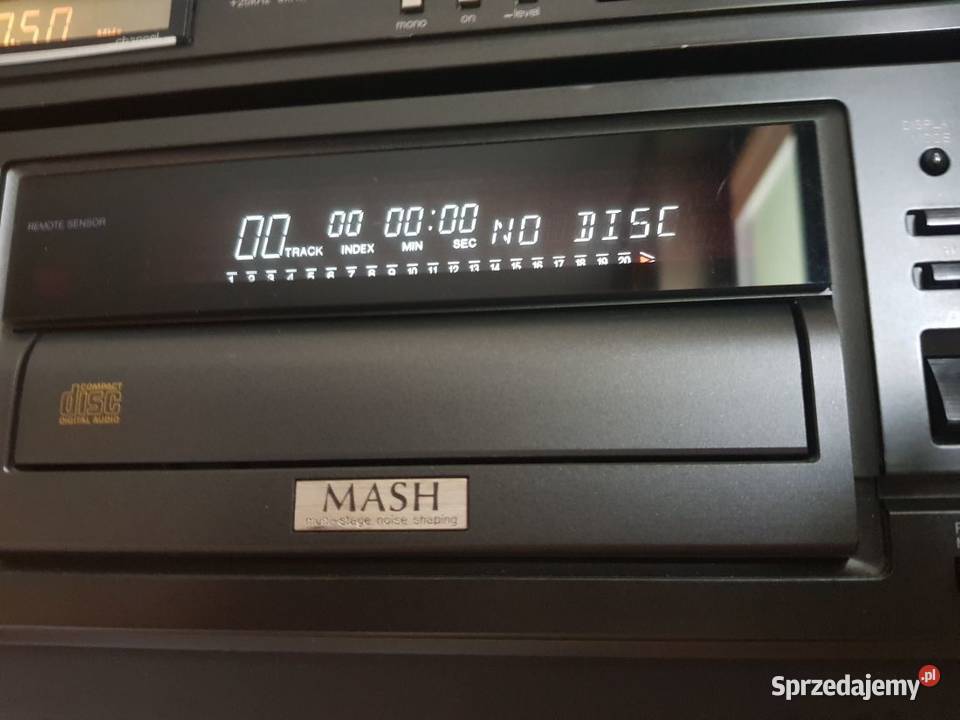 mono
on
-level
channel
REMOTE SENSOR
00 TRACK 00 INDEX 00:00 MIN SEC NO DISC
1 2 3 4 5 6 7 8 9 10 11 12 13 14 15 16 17 18 19 20
COMPACT
disc
DIGITAL AUDIO
MASH
multi-stage noise shaping
Sprzedajemy.pl